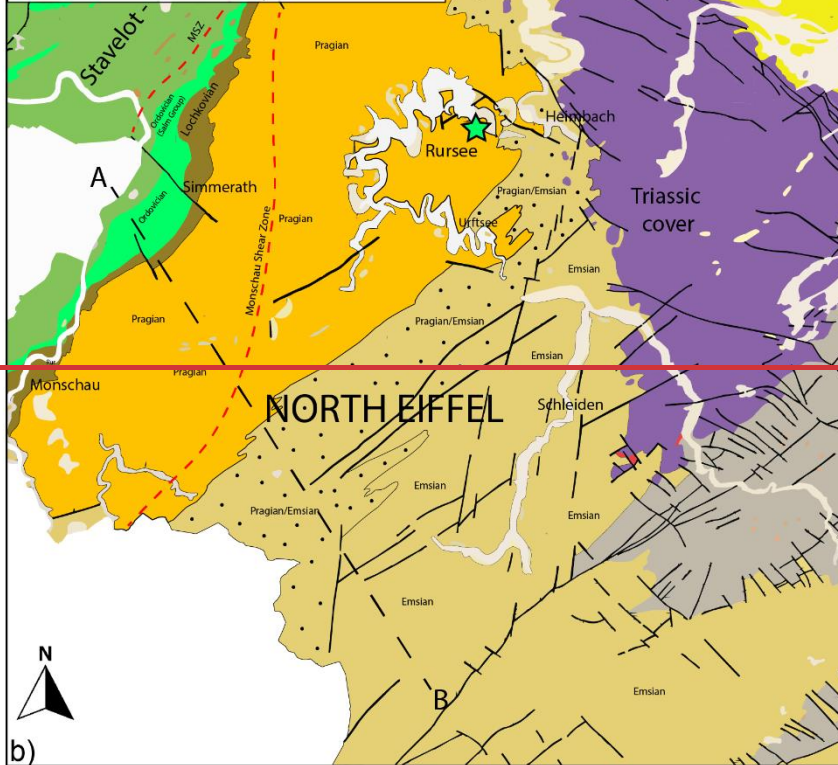 Stavelot -
MSZ
Pragian
Ordovician
(Salm Group)
Lochkovian
Heimbach
Rursee
A
Simmerath
Pragian/Emsian
Triassic
cover
Ordovician
Pragian
Urftsee
Monschau Shear Zone
Emsian
Pragian
Pragian/Emsian
Emsian
Pragian
Monschau
NORTH EIFFEL
Schleiden
Emsian
Pragian/Emsian
Emsian
Emsian
N
B
Emsian
b)